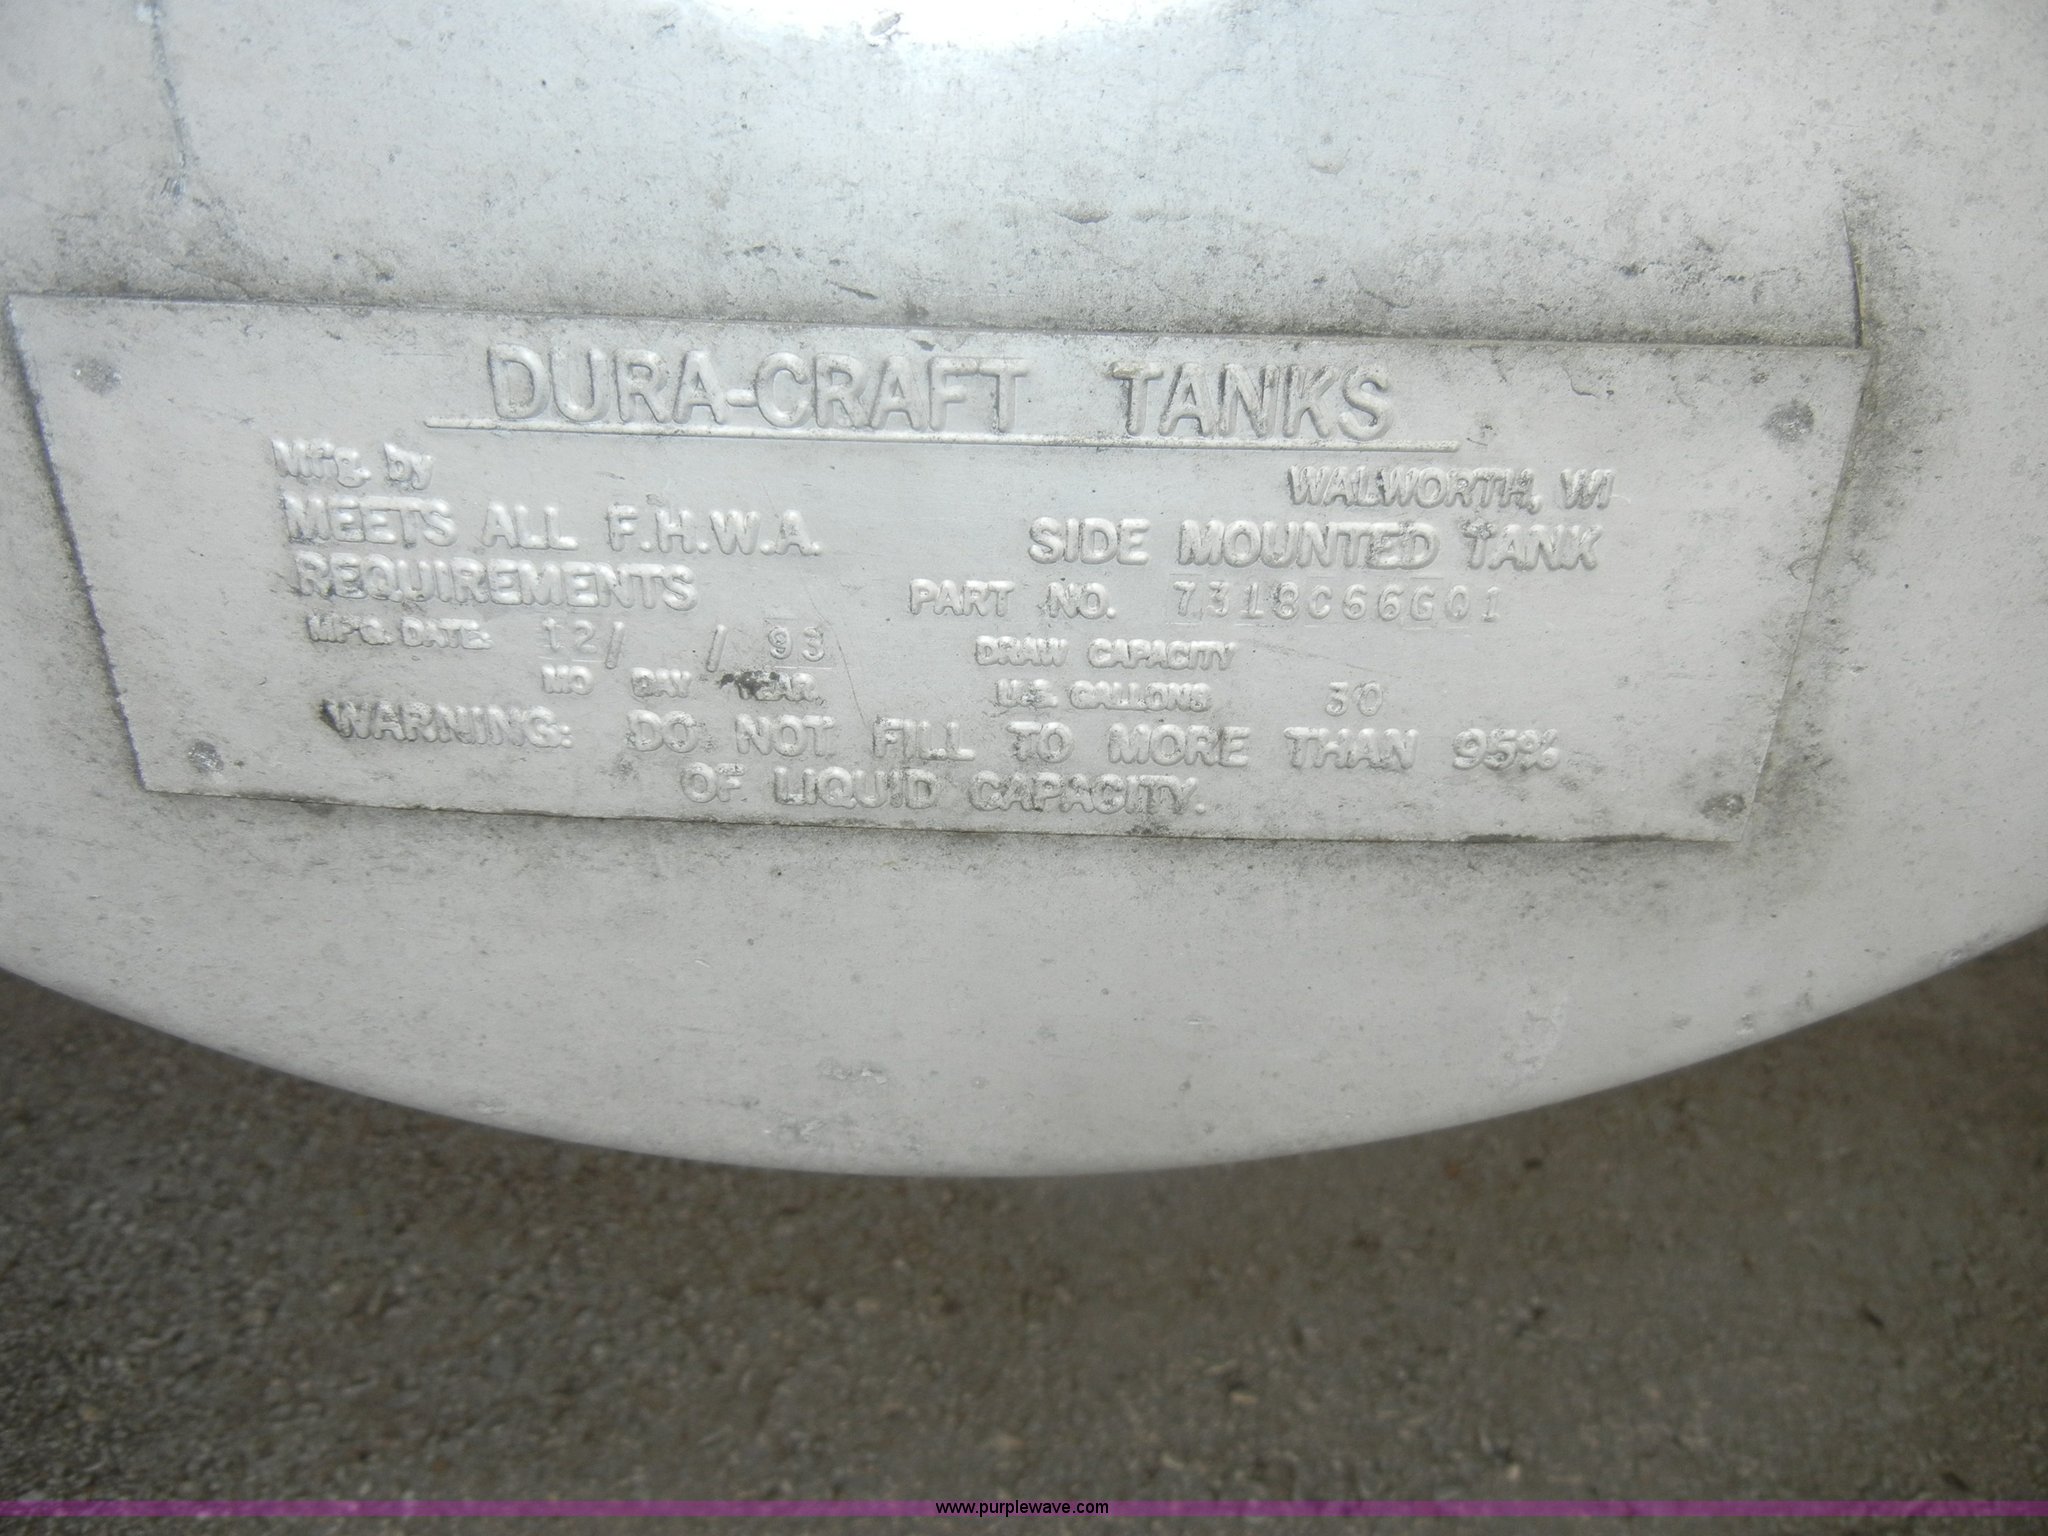 DURA-CRAFT TANKS
Mfg. by WALWORTH, WI
MEETS ALL F.H.W.A. SIDE MOUNTED TANK
REQUIREMENTS PART NO. 7318C66G01
MFG. DATE: 12/ / 93 DRAW CAPACITY
MO DAY YEAR U.S. GALLONS 30
WARNING: DO NOT FILL TO MORE THAN 95%
OF LIQUID CAPACITY.
www.purplewave.com